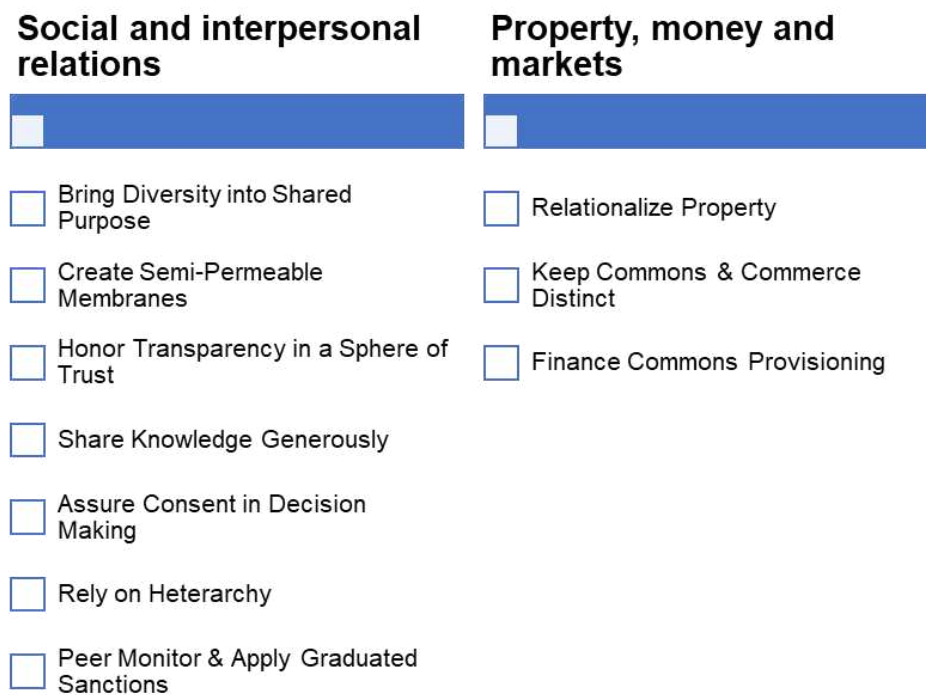 Social and interpersonal
relations
Bring Diversity into Shared
Purpose
Create Semi-Permeable
Membranes
Honor Transparency in a Sphere of
Trust
Share Knowledge Generously
Assure Consent in Decision
Making
Rely on Heterarchy
Peer Monitor & Apply Graduated
Sanctions
Property, money and
markets
Relationalize Property
Keep Commons & Commerce
Distinct
Finance Commons Provisioning